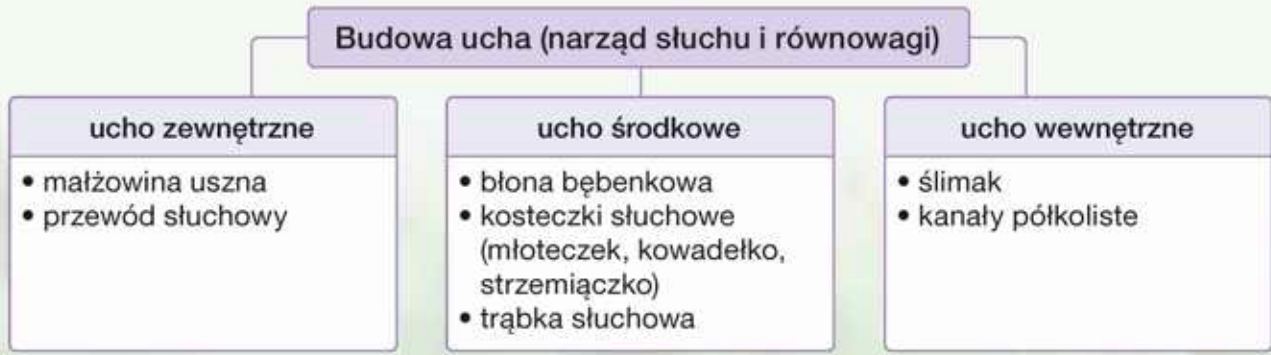 Budowa ucha (narząd słuchu i równowagi)
ucho zewnętrzne
• małżowina uszna
• przewód słuchowy
ucho środkowe
• błona bębenkowa
• kosteczki słuchowe
(młoteczek, kowadełko,
strzemiączko)
• trąbka słuchowa
ucho wewnętrzne
• ślimak
• kanały półkoliste